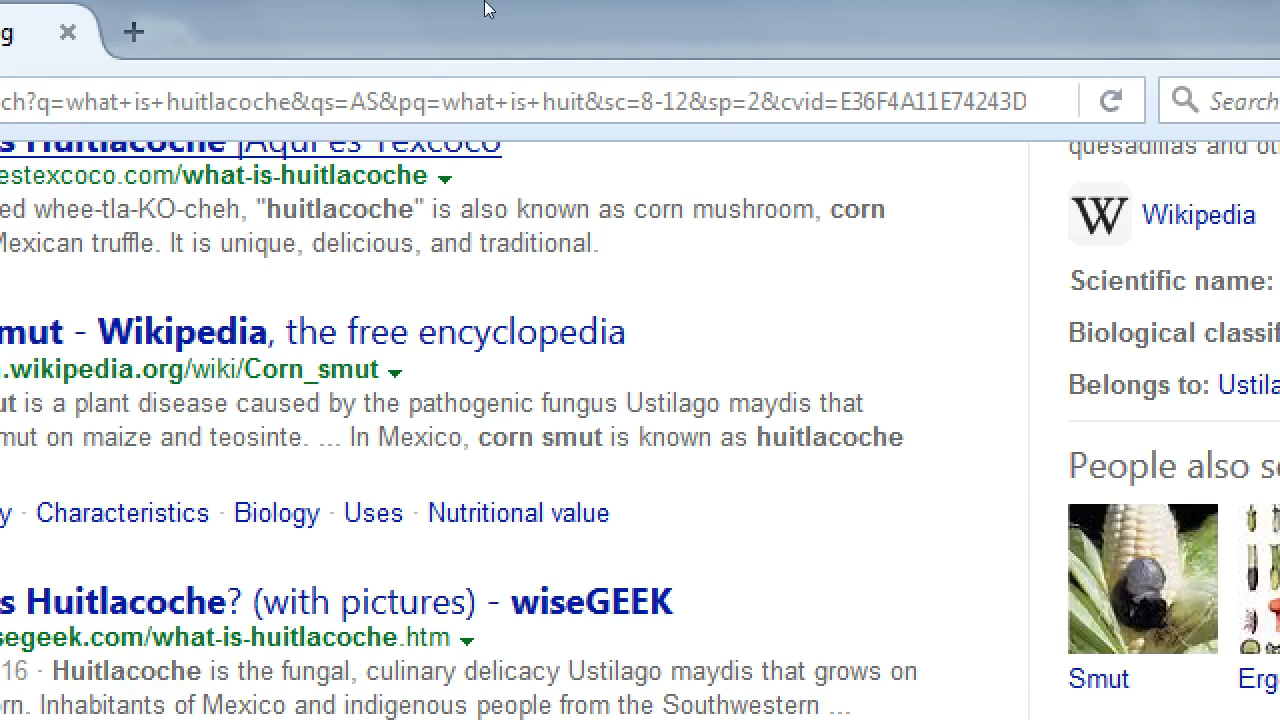 g
ch?q=what+is+huitlacoche&qs=AS&pq=what+is+huit&sc=8-12&sp=2&cvid=E36F4A11E74243D
Search
s Huitlacoche |Aquí es Texcoco
estexcoco.com/what-is-huitlacoche
ed whee-tla-KO-cheh, "huitlacoche" is also known as corn mushroom, corn
Mexican truffle. It is unique, delicious, and traditional.
mut - Wikipedia, the free encyclopedia
.wikipedia.org/wiki/Corn_smut
ut is a plant disease caused by the pathogenic fungus Ustilago maydis that
mut on maize and teosinte. ... In Mexico, corn smut is known as huitlacoche
y · Characteristics · Biology · Uses · Nutritional value
s Huitlacoche? (with pictures) - wiseGEEK
segeek.com/what-is-huitlacoche.htm
16 · Huitlacoche is the fungal, culinary delicacy Ustilago maydis that grows on
rn. Inhabitants of Mexico and indigenous people from the Southwestern ...
quesadillas and ot
W Wikipedia
Scientific name:
Biological classif
Belongs to: Ustila
People also se
Smut
Erg